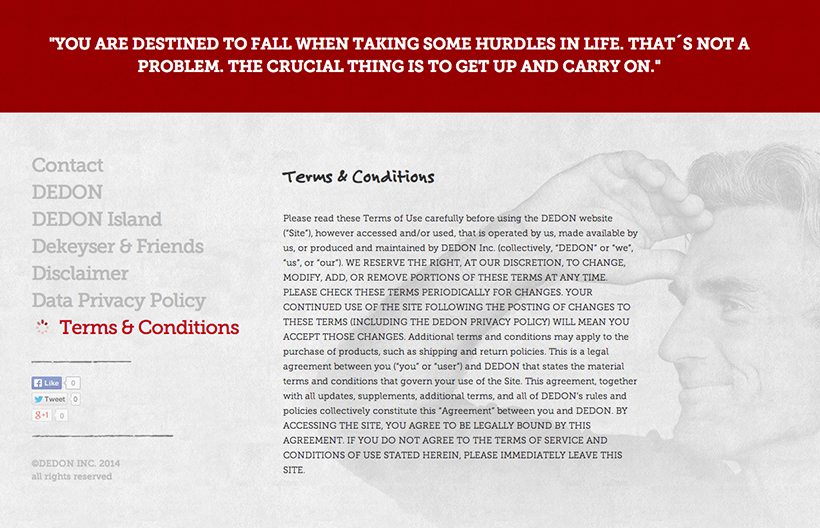 "YOU ARE DESTINED TO FALL WHEN TAKING SOME HURDLES IN LIFE. THAT´S NOT A
PROBLEM. THE CRUCIAL THING IS TO GET UP AND CARRY ON."
Contact
DEDON
DEDON Island
Dekeyser & Friends
Disclaimer
Data Privacy Policy
Terms & Conditions
Like 0
Tweet 0
g+1 0
©DEDON INC. 2014
all rights reserved
Terms & Conditions
Please read these Terms of Use carefully before using the DEDON website
("Site"), however accessed and/or used, that is operated by us, made available by
us, or produced and maintained by DEDON Inc. (collectively, "DEDON" or "we",
"us", or "our"). WE RESERVE THE RIGHT, AT OUR DISCRETION, TO CHANGE,
MODIFY, ADD, OR REMOVE PORTIONS OF THESE TERMS AT ANY TIME.
PLEASE CHECK THESE TERMS PERIODICALLY FOR CHANGES. YOUR
CONTINUED USE OF THE SITE FOLLOWING THE POSTING OF CHANGES TO
THESE TERMS (INCLUDING THE DEDON PRIVACY POLICY) WILL MEAN YOU
ACCEPT THOSE CHANGES. Additional terms and conditions may apply to the
purchase of products, such as shipping and return policies. This is a legal
agreement between you ("you" or "user") and DEDON that states the material
terms and conditions that govern your use of the Site. This agreement, together
with all updates, supplements, additional terms, and all of DEDON's rules and
policies collectively constitute this "Agreement" between you and DEDON. BY
ACCESSING THE SITE, YOU AGREE TO BE LEGALLY BOUND BY THIS
AGREEMENT. IF YOU DO NOT AGREE TO THE TERMS OF SERVICE AND
CONDITIONS OF USE STATED HEREIN, PLEASE IMMEDIATELY LEAVE THIS
SITE.